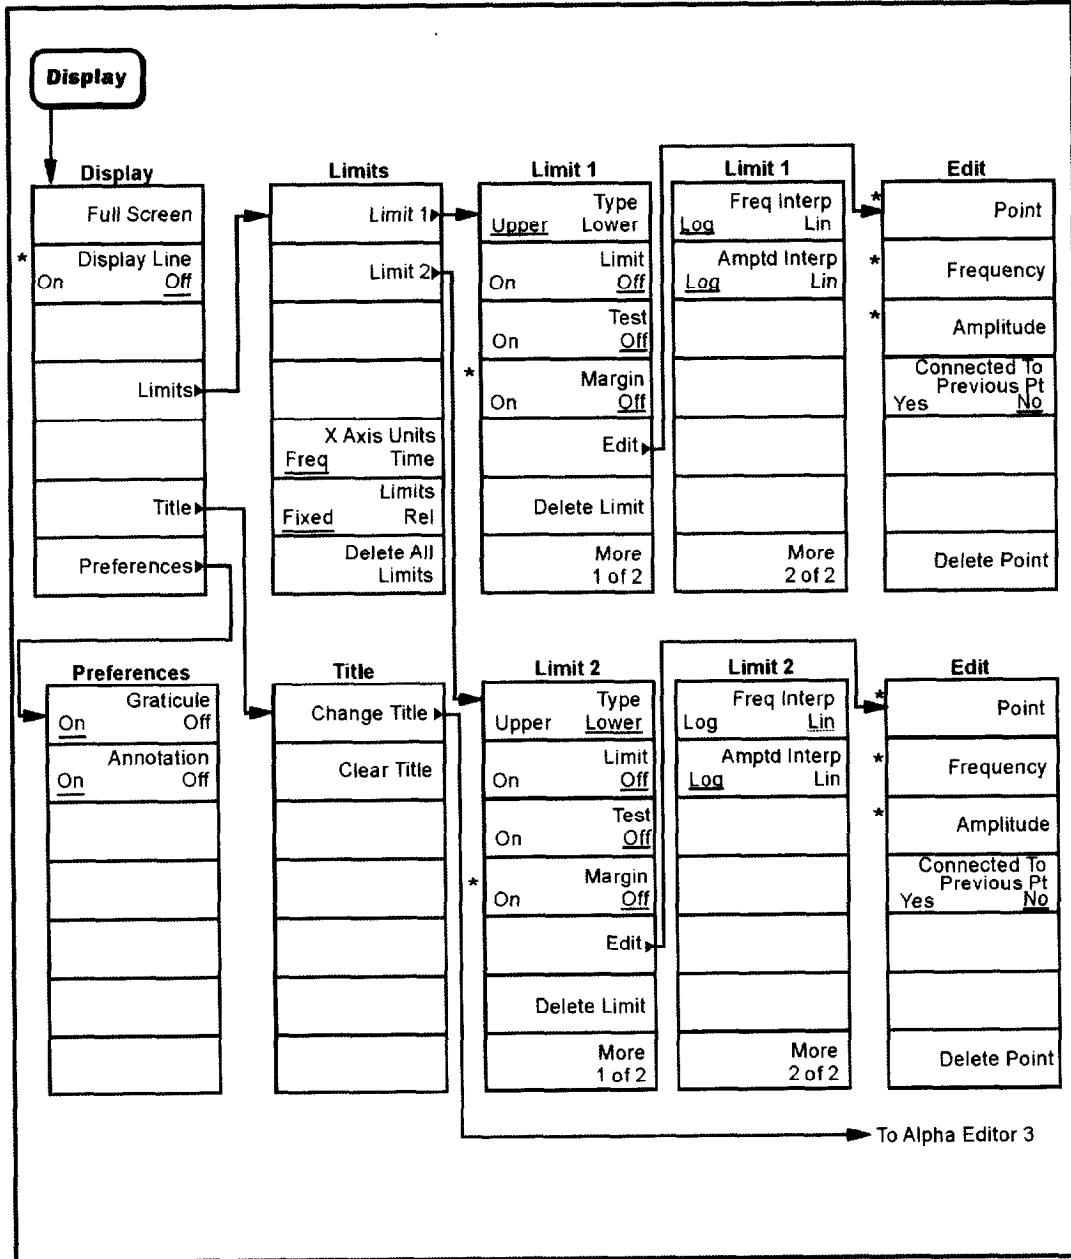 Display
Display
Full Screen
*
Display Line
On Off
Limits
Title
Preferences
Limits
Limit 1
Limit 2
X Axis Units
Freq Time
Limits
Fixed Rel
Delete All
Limits
Limit 1
Type
Upper Lower
Limit
On Off
Test
On Off
*
Margin
On Off
Edit
Delete Limit
More
1 of 2
Limit 1
Freq Interp
Log Lin
Amptd Interp
Log Lin
More
2 of 2
Edit
*
Point
*
Frequency
*
Amplitude
Connected To
Previous Pt
Yes No
Delete Point
Preferences
Graticule
On Off
Annotation
On Off
Title
Change Title
Clear Title
Limit 2
Type
Upper Lower
Limit
On Off
Test
On Off
*
Margin
On Off
Edit
Delete Limit
More
1 of 2
Limit 2
Freq Interp
Log Lin
Amptd Interp
Log Lin
More
2 of 2
Edit
*
Point
*
Frequency
*
Amplitude
Connected To
Previous Pt
Yes No
Delete Point
To Alpha Editor 3